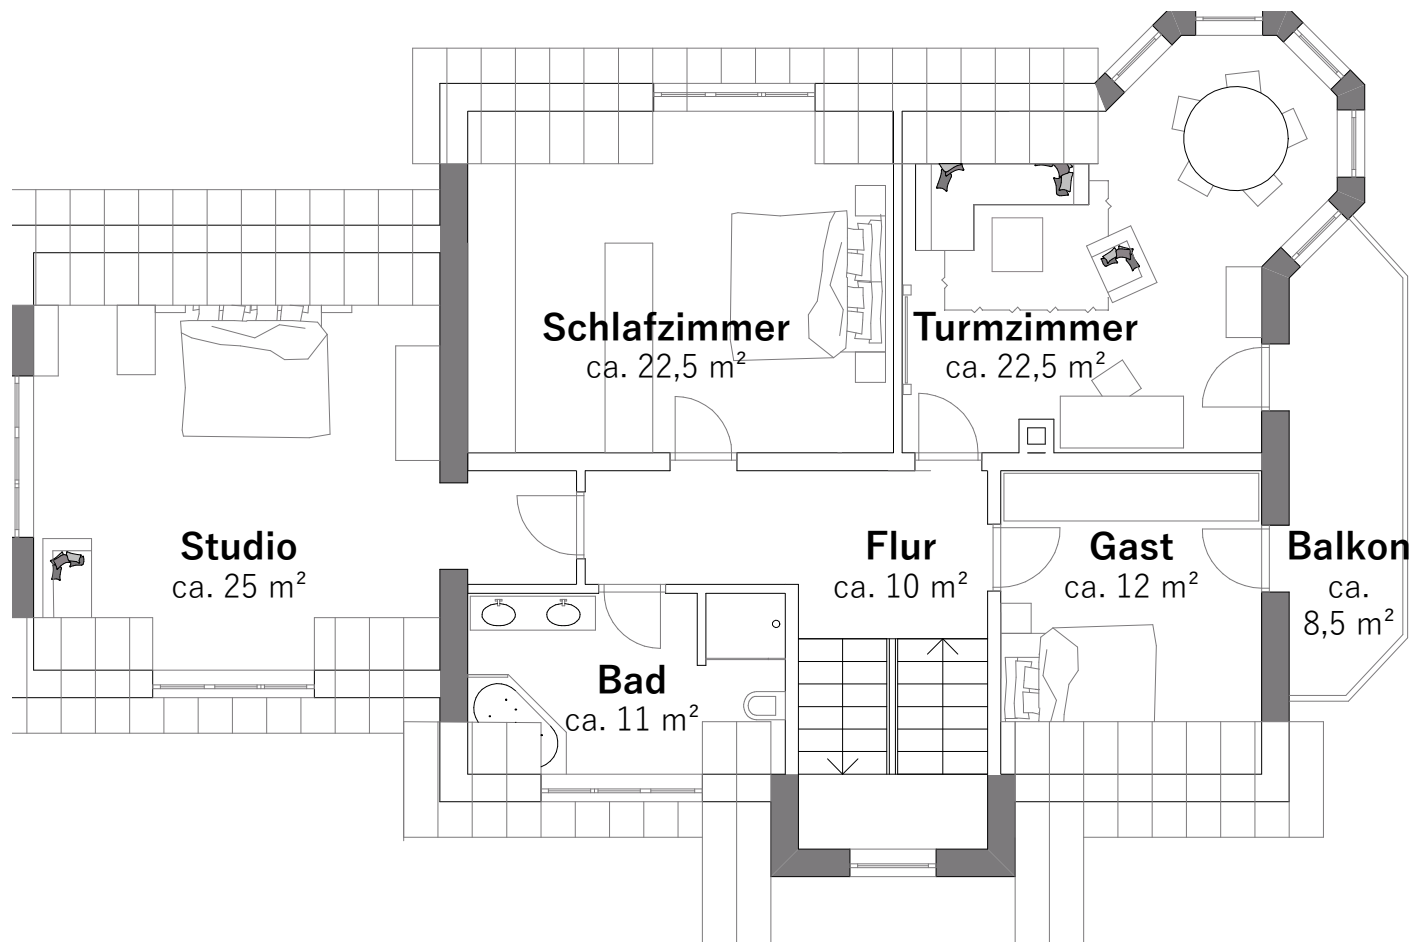 Schlafzimmer
ca. 22,5 m²
Turmzimmer
ca. 22,5 m²
Studio
ca. 25 m²
Flur
ca. 10 m²
Gast
ca. 12 m²
Balkon
ca.
8,5 m²
Bad
ca. 11 m²